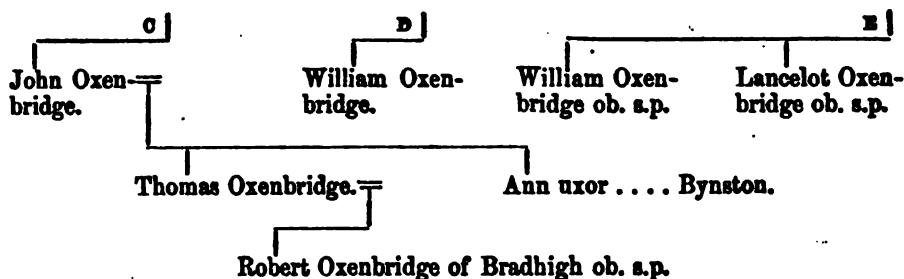 C D E
John Oxen- William Oxen- William Oxen- Lancelot Oxen-
bridge. bridge. bridge ob. s.p. bridge ob. s.p.
Thomas Oxenbridge. Ann uxor . . . . Bynston.
Robert Oxenbridge of Bradhigh ob. s.p.